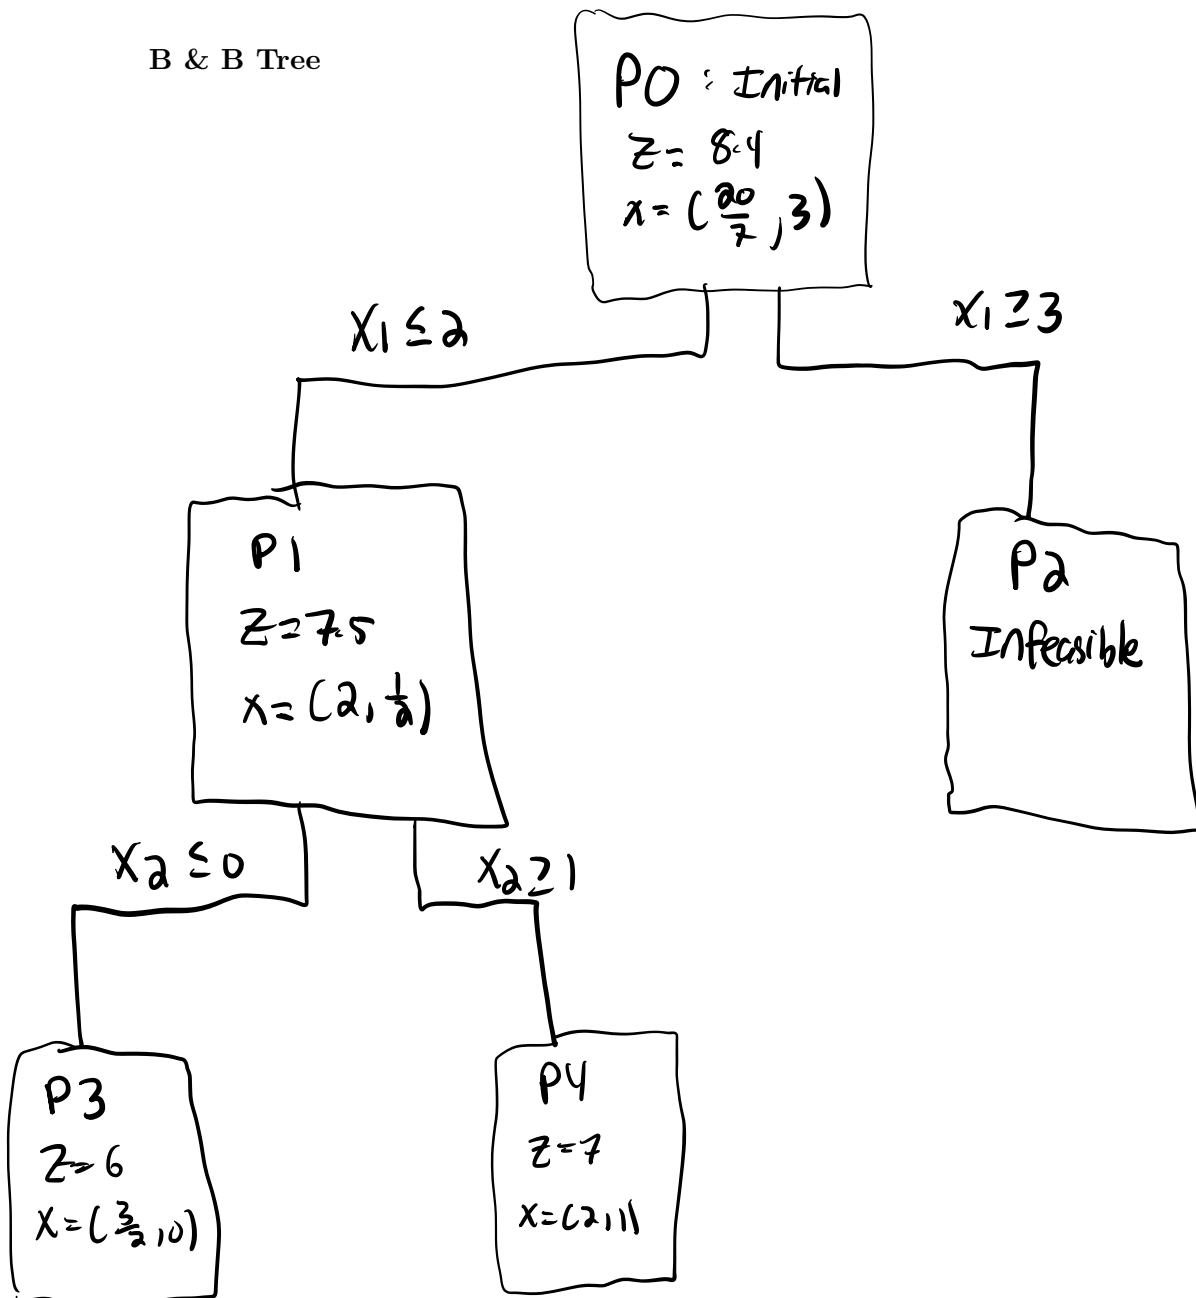 B & B Tree
P0 : Initial
Z = 8.4
x = (20/7, 3)
X1 ≤ 2
X1 ≥ 3
P1
Z = 7.5
x = (2, 1/2)
P2
Infeasible
X2 ≤ 0
X2 ≥ 1
P3
Z = 6
X = (3/2, 0)
P4
Z = 7
X = (2, 1)